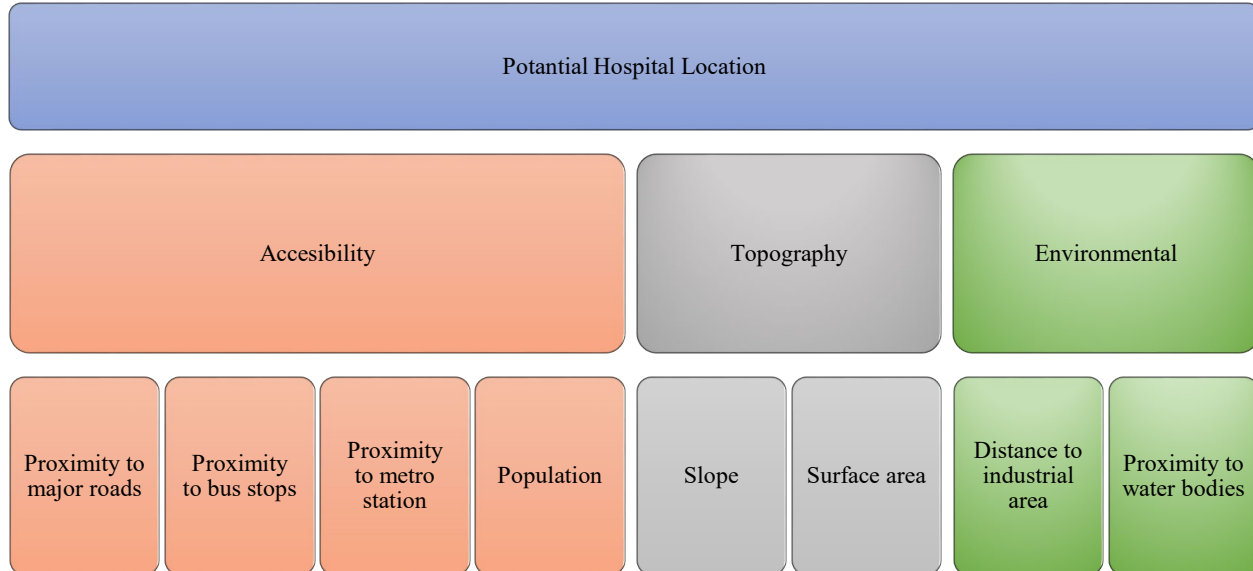 Potantial Hospital Location
Accesibility
Topography
Environmental
Proximity to
major roads
Proximity
to bus stops
Proximity
to metro
station
Population
Slope
Surface area
Distance to
industrial
area
Proximity to
water bodies